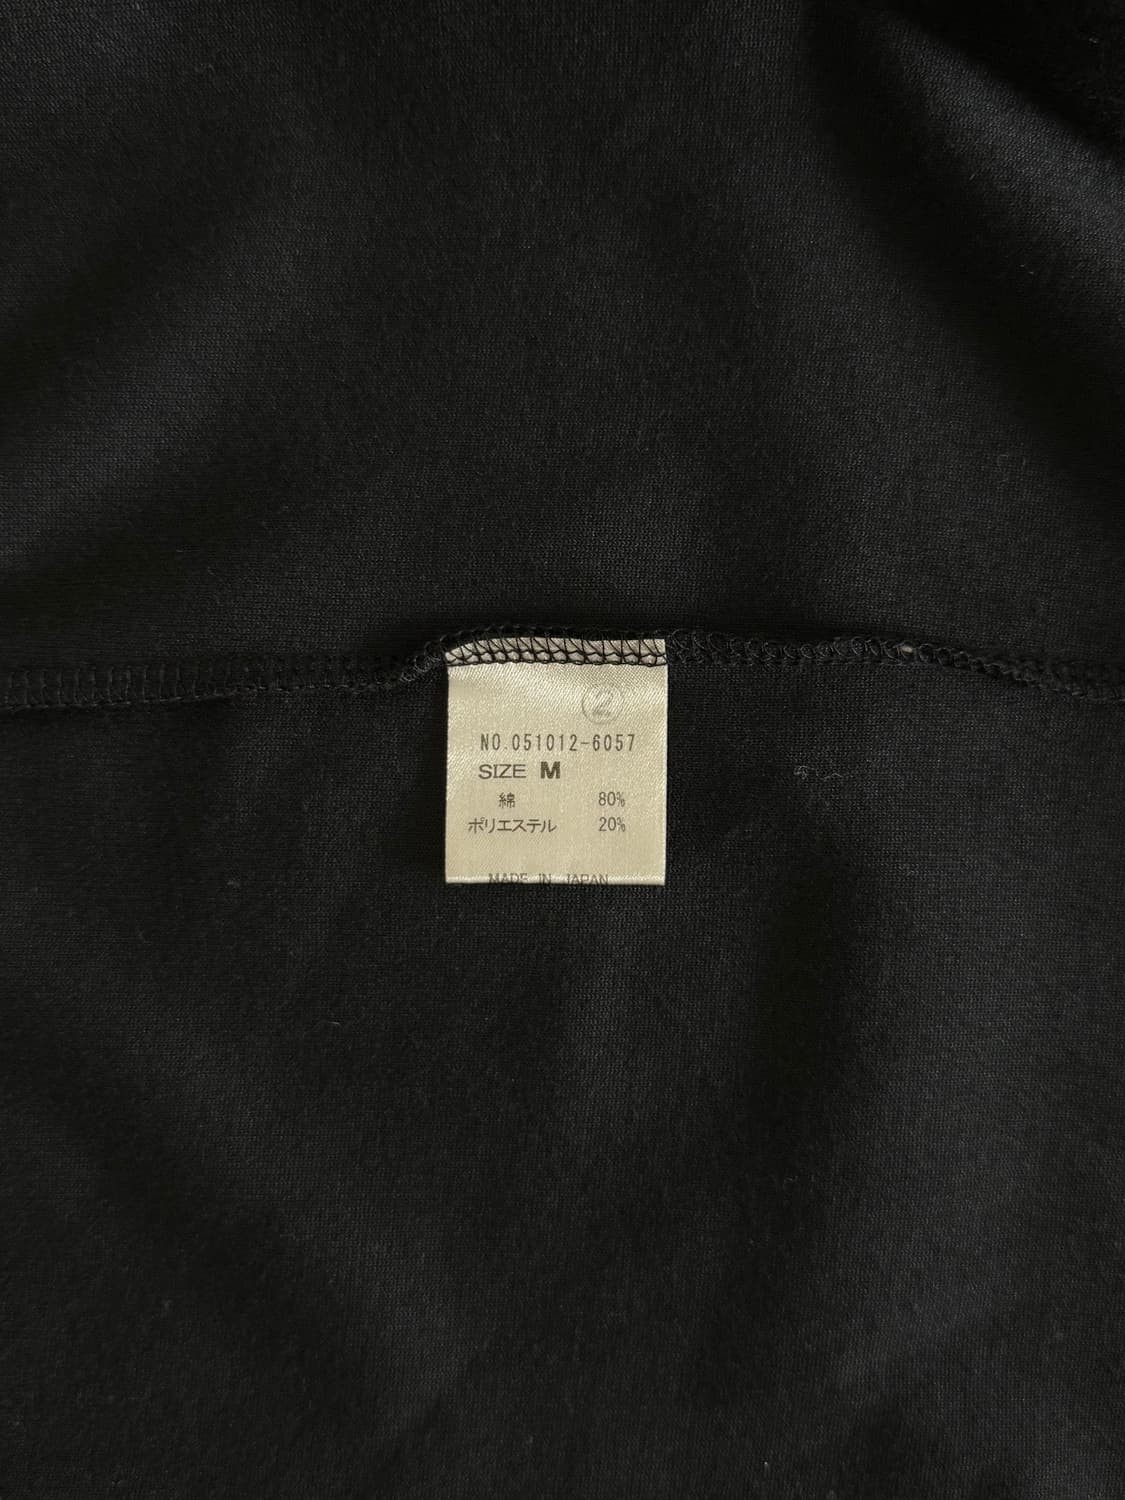 ②
NO.051012-6057
SIZE M
綿 80%
ポリエステル 20%
MADE IN JAPAN